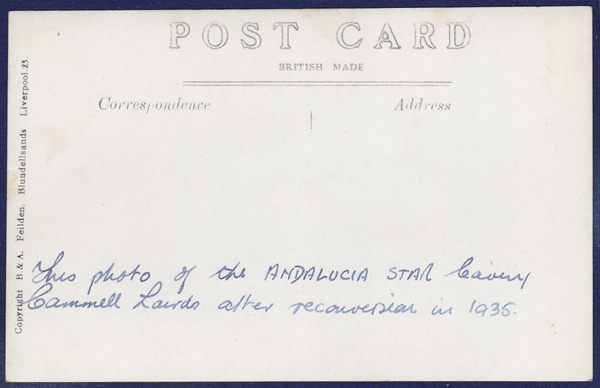 POST CARD
BRITISH MADE
Correspondence
Address
Copyright B. & A. Feilden. Blundellsands Liverpool 23.
This photo of the ANDALUCIA STAR leaving
Cammell Lairds after reconversion in 1935.